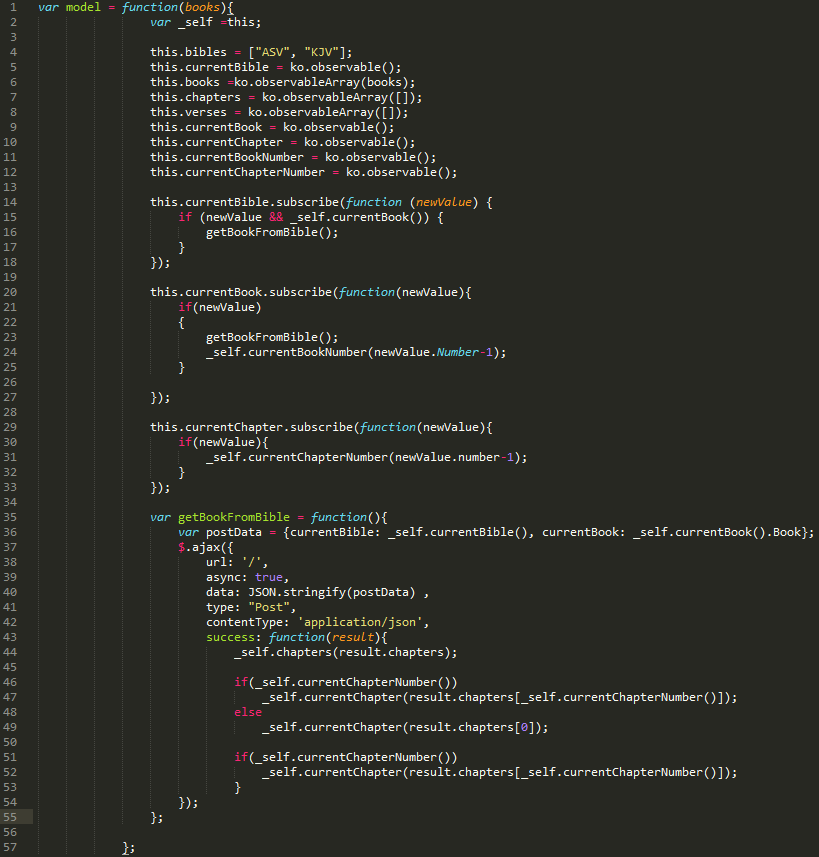 1 var model = function(books){
2 var _self =this;
3
4 this.bibles = ["ASV", "KJV"];
5 this.currentBible = ko.observable();
6 this.books =ko.observableArray(books);
7 this.chapters = ko.observableArray([]);
8 this.verses = ko.observableArray([]);
9 this.currentBook = ko.observable();
10 this.currentChapter = ko.observable();
11 this.currentBookNumber = ko.observable();
12 this.currentChapterNumber = ko.observable();
13
14 this.currentBible.subscribe(function (newValue) {
15 if (newValue && _self.currentBook()) {
16 getBookFromBible();
17 }
18 });
19
20 this.currentBook.subscribe(function(newValue){
21 if(newValue)
22 {
23 getBookFromBible();
24 _self.currentBookNumber(newValue.Number-1);
25 }
26
27 });
28
29 this.currentChapter.subscribe(function(newValue){
30 if(newValue){
31 _self.currentChapterNumber(newValue.number-1);
32 }
33 });
34
35 var getBookFromBible = function(){
36 var postData = {currentBible: _self.currentBible(), currentBook: _self.currentBook().Book};
37 $.ajax({
38 url: '/',
39 async: true,
40 data: JSON.stringify(postData) ,
41 type: "Post",
42 contentType: 'application/json',
43 success: function(result){
44 _self.chapters(result.chapters);
45
46 if(_self.currentChapterNumber())
47 _self.currentChapter(result.chapters[_self.currentChapterNumber()]);
48 else
49 _self.currentChapter(result.chapters[0]);
50
51 if(_self.currentChapterNumber())
52 _self.currentChapter(result.chapters[_self.currentChapterNumber()]);
53 }
54 });
55 };
56
57 };